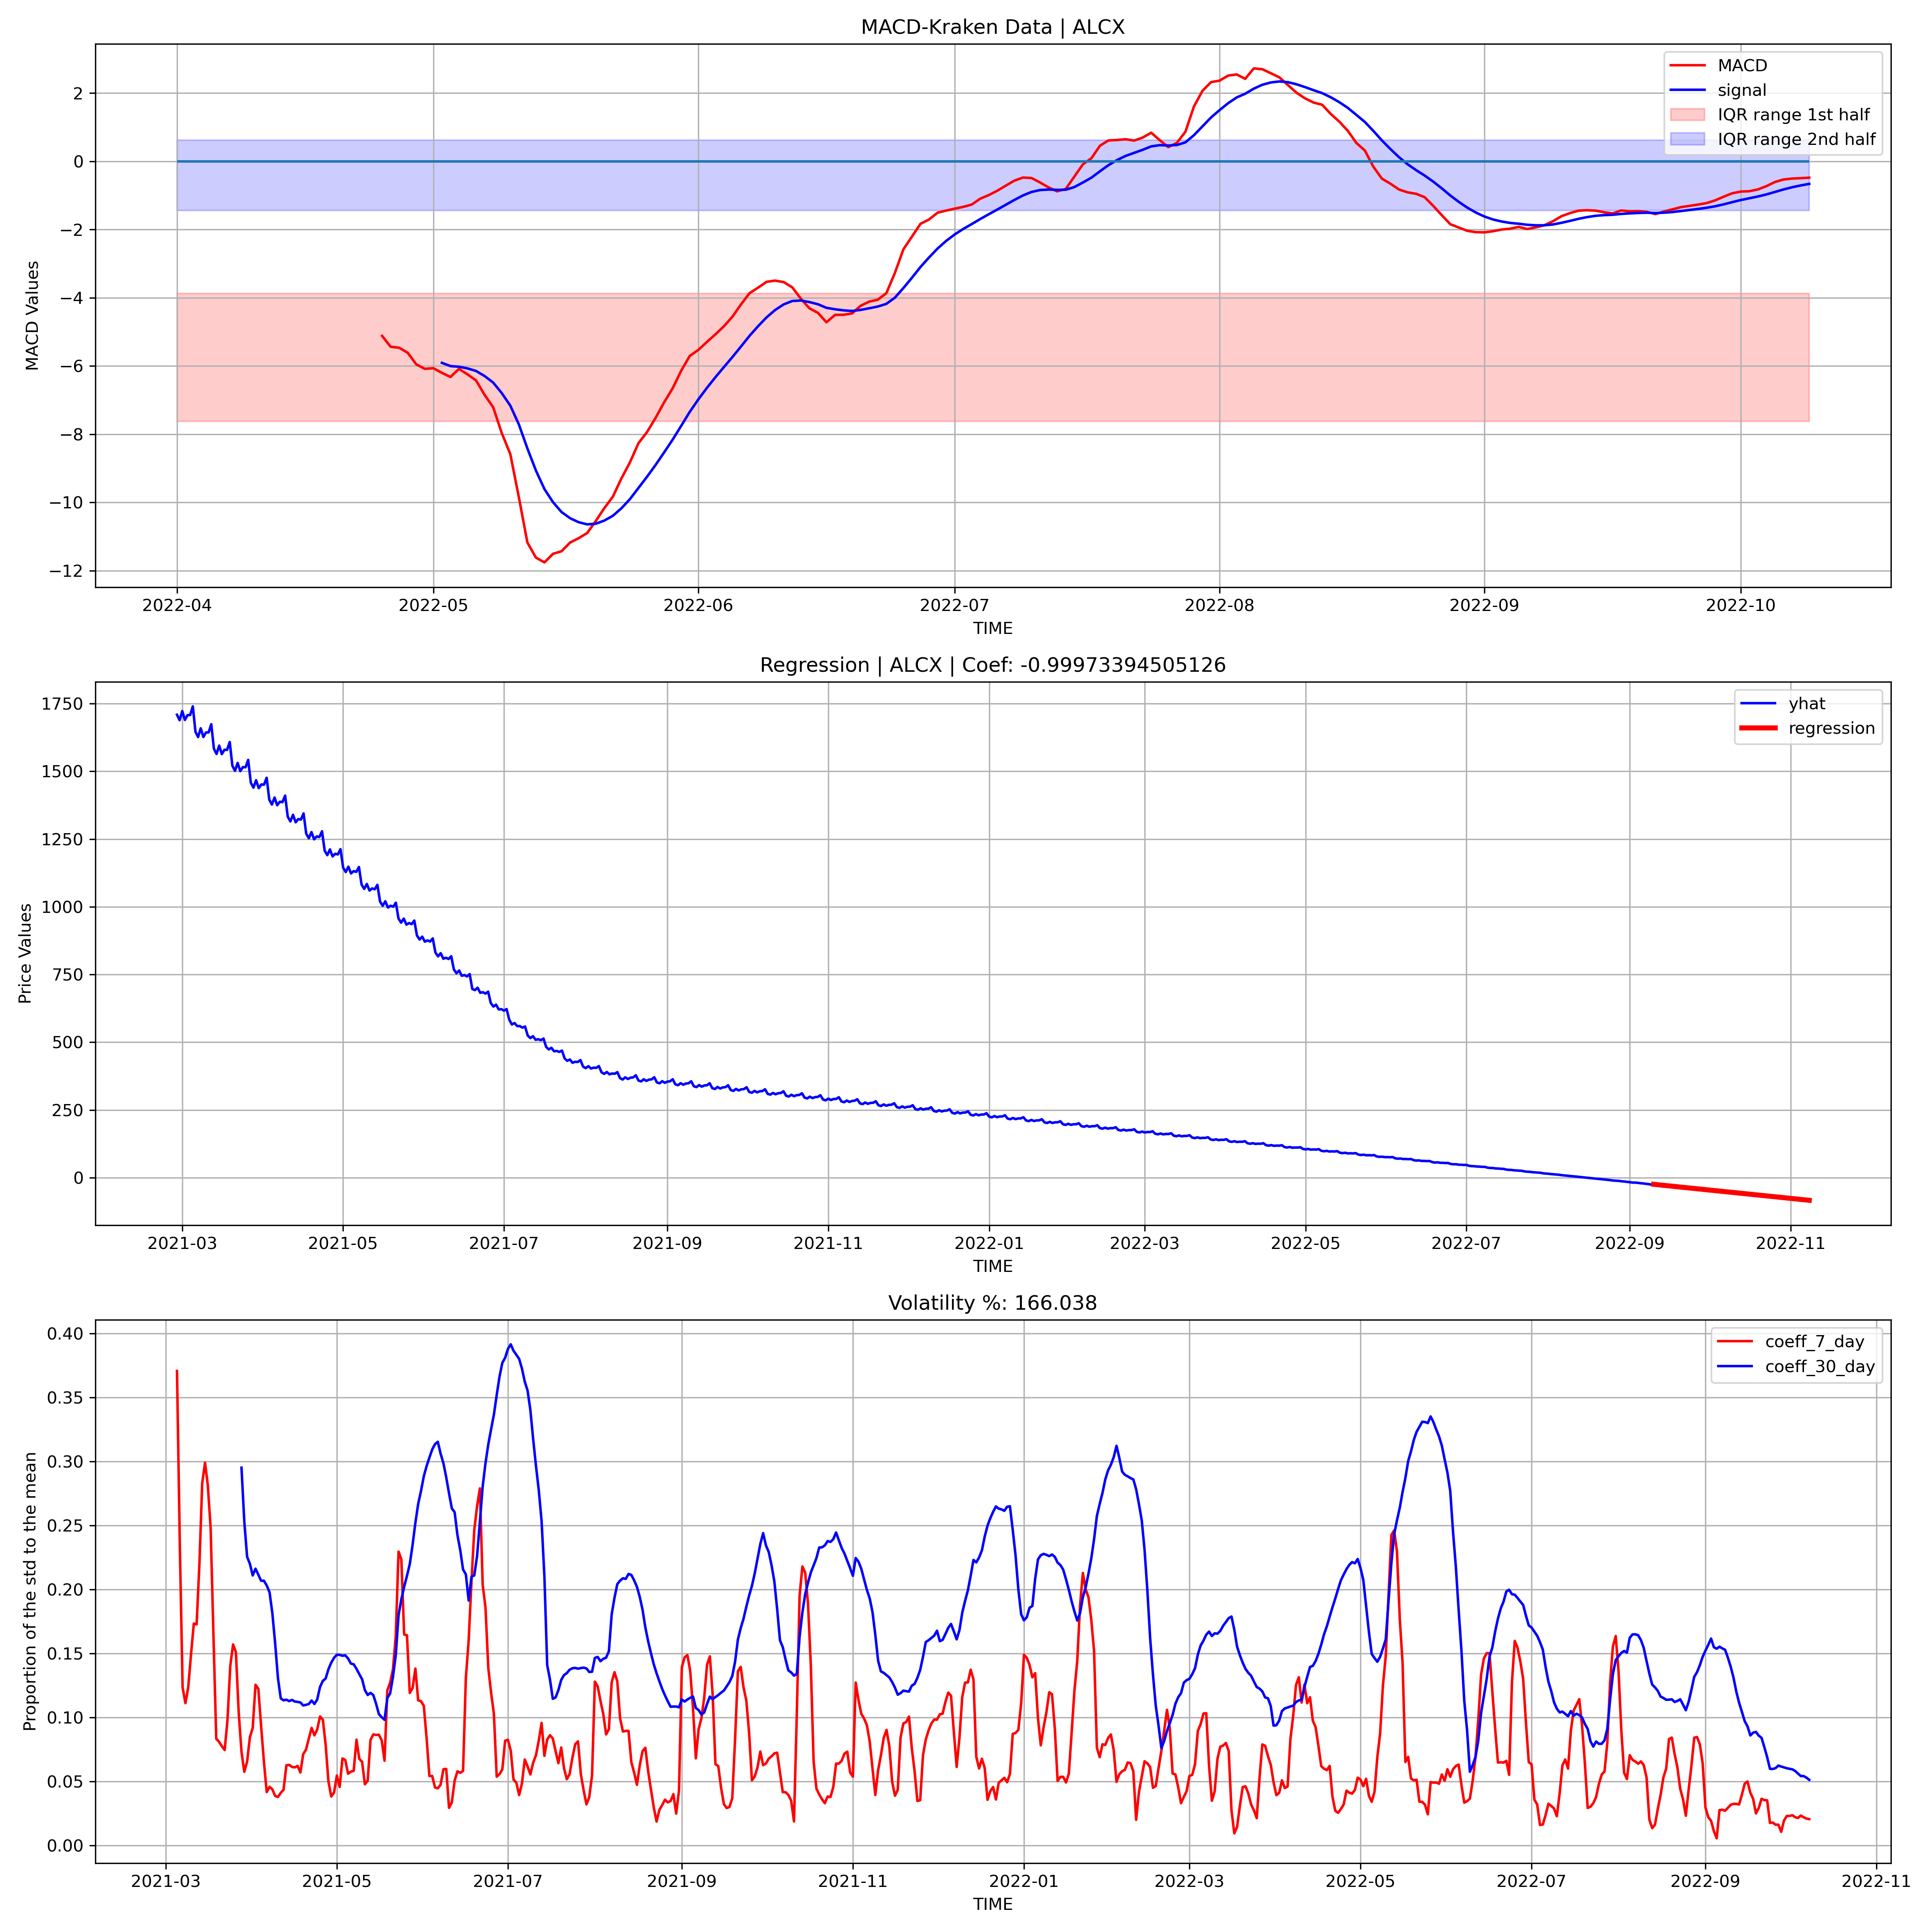 MACD-Kraken Data | ALCX
MACD
signal
IQR range 1st half
IQR range 2nd half
2
0
−2
−4
−6
−8
−10
−12
MACD Values
2022-04 2022-05 2022-06 2022-07 2022-08 2022-09 2022-10
TIME
Regression | ALCX | Coef: -0.99973394505126
yhat
regression
1750
1500
1250
1000
750
500
250
0
Price Values
2021-03 2021-05 2021-07 2021-09 2021-11 2022-01 2022-03 2022-05 2022-07 2022-09 2022-11
TIME
Volatility %: 166.038
coeff_7_day
coeff_30_day
0.40
0.35
0.30
0.25
0.20
0.15
0.10
0.05
0.00
Proportion of the std to the mean
2021-03 2021-05 2021-07 2021-09 2021-11 2022-01 2022-03 2022-05 2022-07 2022-09 2022-11
TIME